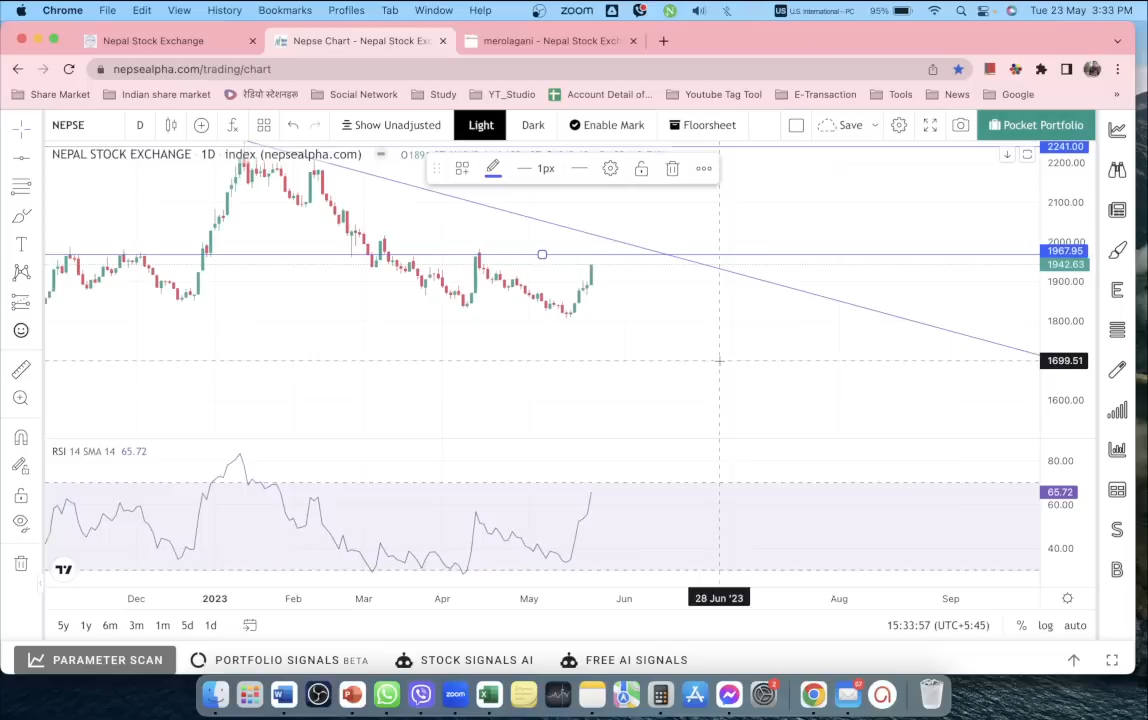 Chrome File Edit View History Bookmarks Profiles Tab Window Help zoom US U.S. International – PC 95% Tue 23 May 3:33 PM
Nepal Stock Exchange Nepse Chart - Nepal Stock Ex merolagani - Nepal Stock Exch
nepsealpha.com/trading/chart
Share Market Indian share market रेडियो स्टेशनहरू Social Network Study YT_Studio Account Detail of... Youtube Tag Tool E-Transaction Tools News Google »
NEPSE D Show Unadjusted Light Dark Enable Mark Floorsheet Save Pocket Portfolio
2241.00
NEPAL STOCK EXCHANGE 1D index (nepsealpha.com)
1px
2200.00
2100.00
2000.00
1967.95
1942.63
1900.00
1800.00
1699.51
1600.00
RSI 14 SMA 14 65.72
80.00
65.72
60.00
40.00
Dec 2023 Feb Mar Apr May Jun 28 Jun '23 Aug Sep
5y 1y 6m 3m 1m 5d 1d 15:33:57 (UTC+5:45) % log auto
PARAMETER SCAN PORTFOLIO SIGNALS BETA STOCK SIGNALS AI FREE AI SIGNALS
E
S
B
zoom
2